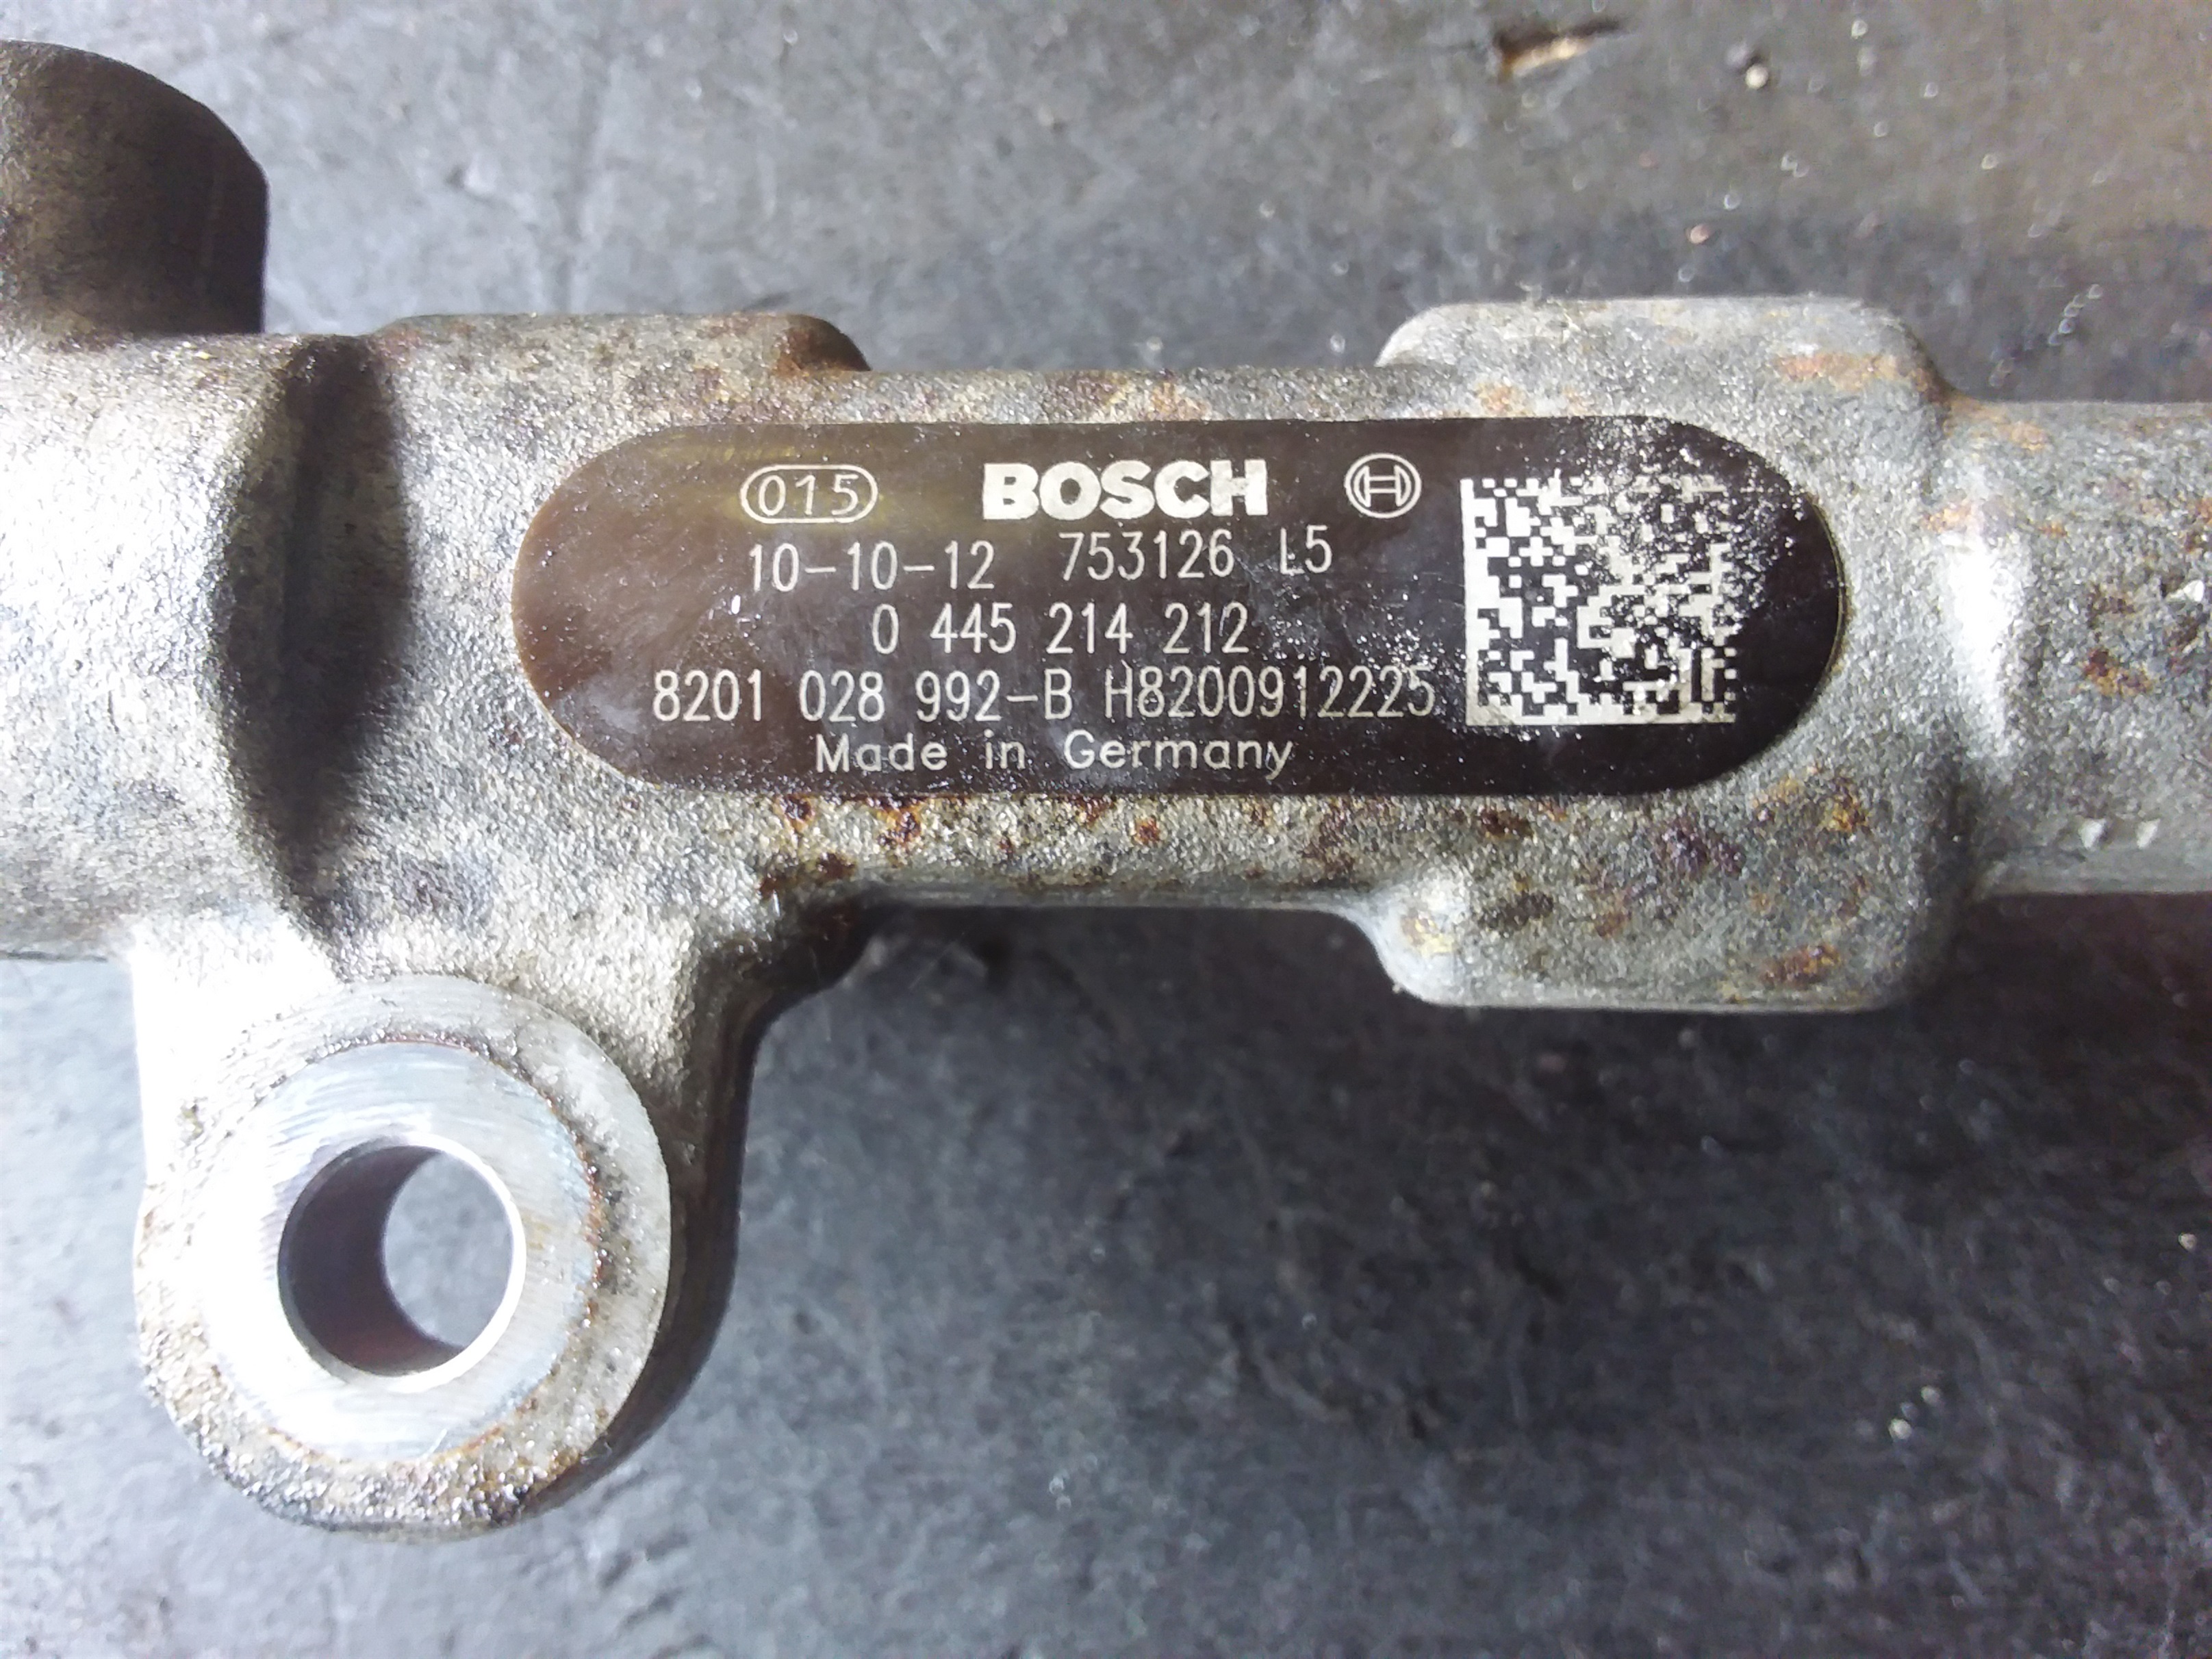 015 BOSCH
10-10-12 753126 L5
0 445 214 212
8201 028 992-B H8200912225
Made in Germany